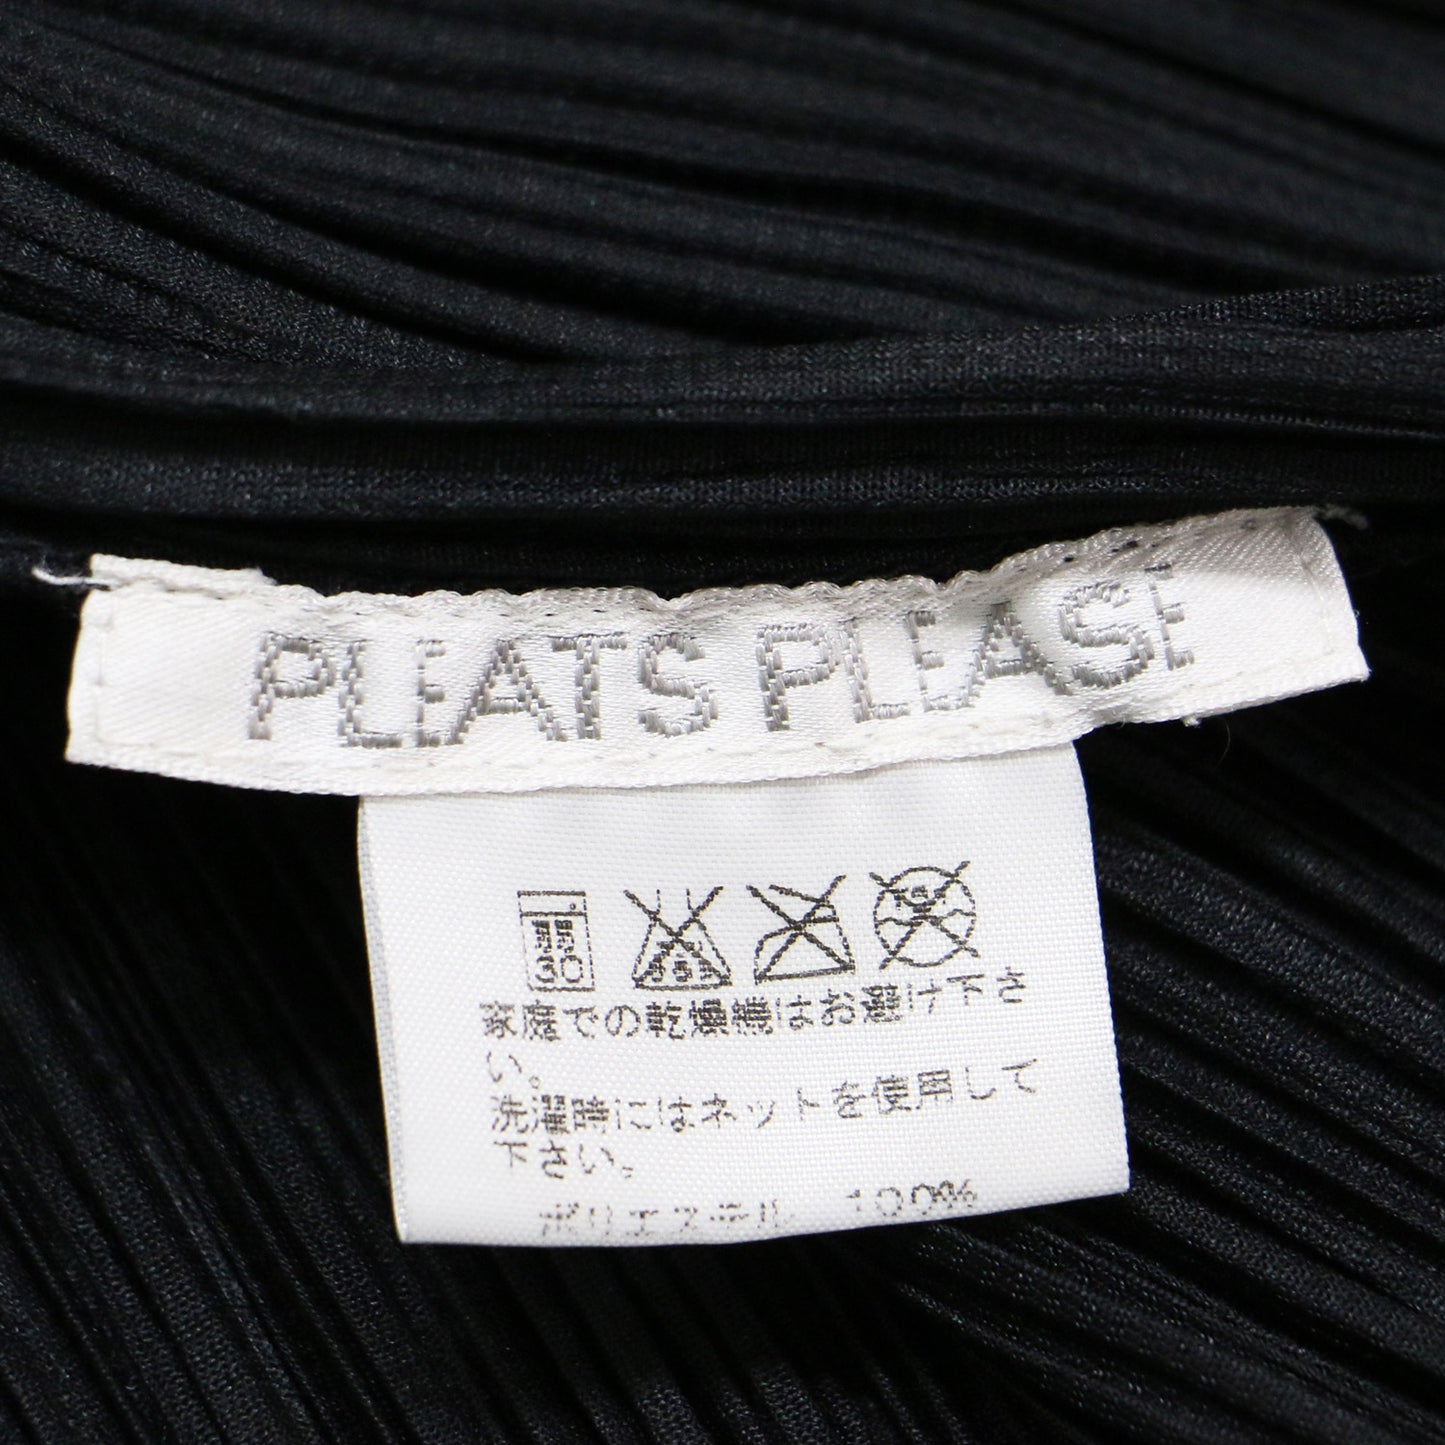 PLEATS PLEASE
30
家庭での乾燥機はお避け下さ
い。
洗濯時にはネットを使用して
下さい。
ポリエステル 100%